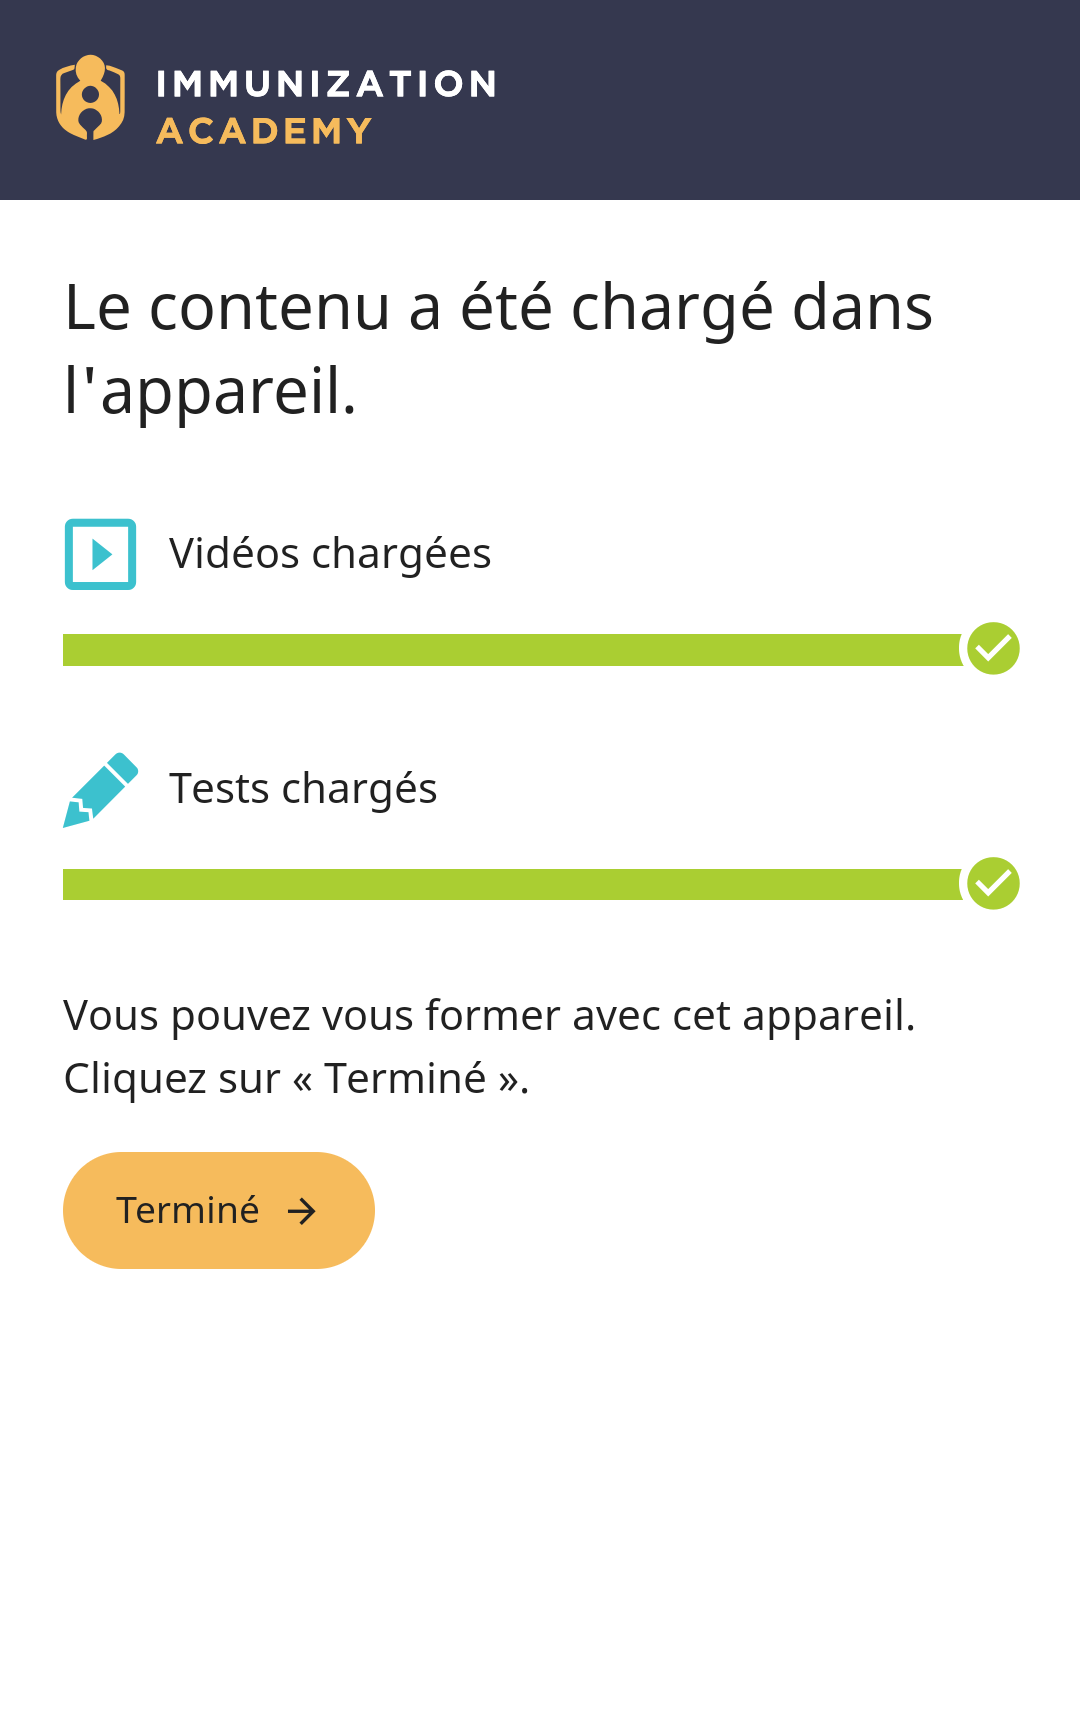 IMMUNIZATION
ACADEMY
Le contenu a été chargé dans
l'appareil.
Vidéos chargées
Tests chargés
Vous pouvez vous former avec cet appareil.
Cliquez sur « Terminé ».
Terminé